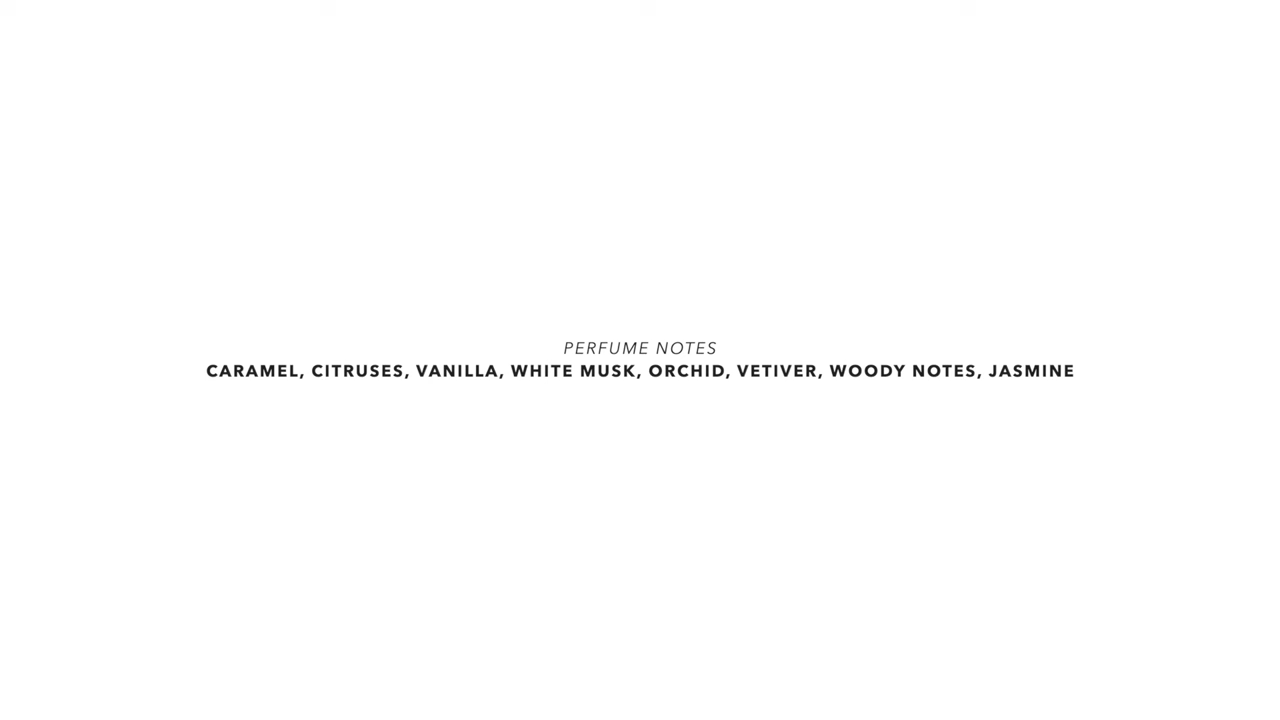 PERFUME NOTES
CARAMEL, CITRUSES, VANILLA, WHITE MUSK, ORCHID, VETIVER, WOODY NOTES, JASMINE